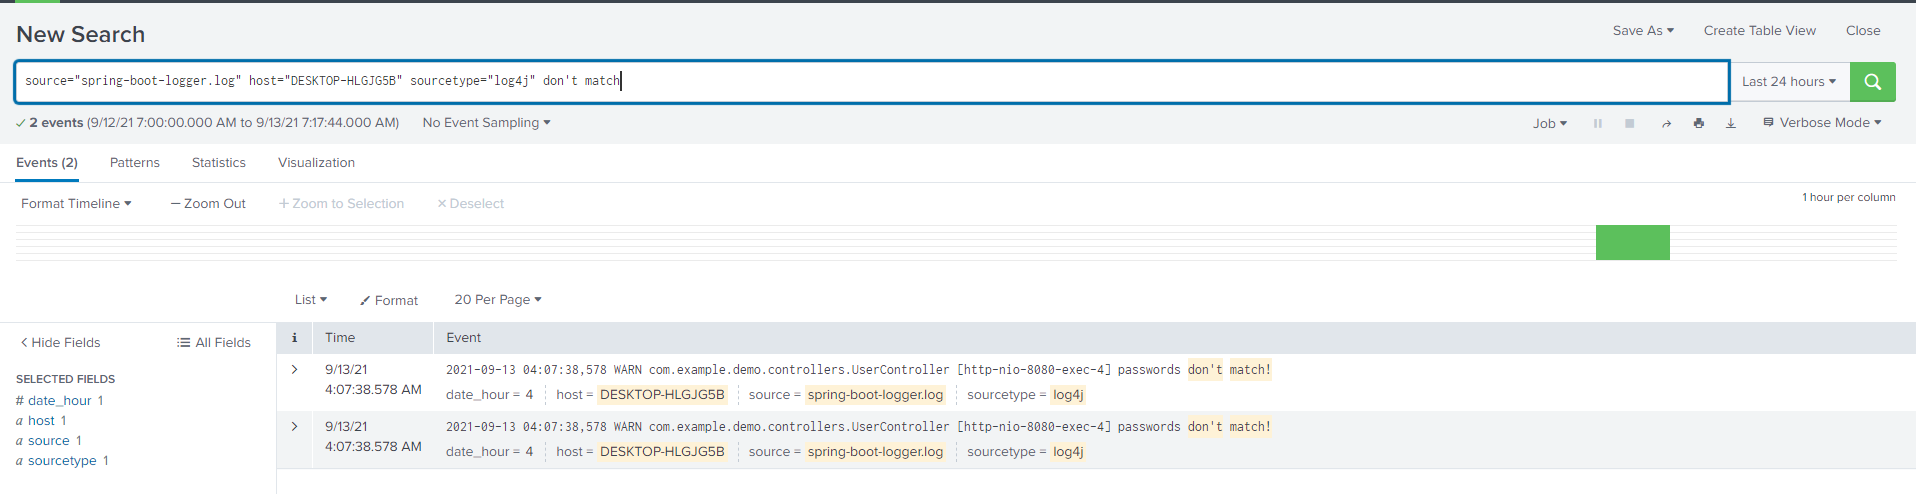 New Search
Save As Create Table View Close
source="spring-boot-logger.log" host="DESKTOP-HLGJG5B" sourcetype="log4j" don't match
Last 24 hours
✓ 2 events (9/12/21 7:00:00.000 AM to 9/13/21 7:17:44.000 AM) No Event Sampling
Job Verbose Mode
Events (2) Patterns Statistics Visualization
Format Timeline — Zoom Out + Zoom to Selection × Deselect
1 hour per column
List Format 20 Per Page
< Hide Fields All Fields
i Time Event
SELECTED FIELDS
# date_hour 1
a host 1
a source 1
a sourcetype 1
> 9/13/21 2021-09-13 04:07:38,578 WARN com.example.demo.controllers.UserController [http-nio-8080-exec-4] passwords don't match!
4:07:38.578 AM date_hour = 4 host = DESKTOP-HLGJG5B source = spring-boot-logger.log sourcetype = log4j
> 9/13/21 2021-09-13 04:07:38,578 WARN com.example.demo.controllers.UserController [http-nio-8080-exec-4] passwords don't match!
4:07:38.578 AM date_hour = 4 host = DESKTOP-HLGJG5B source = spring-boot-logger.log sourcetype = log4j